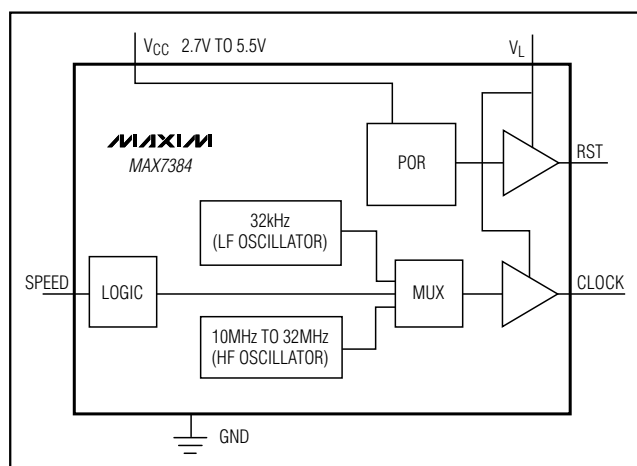 VCC 2.7V TO 5.5V
VL
MAXIM
MAX7384
POR
RST
32kHz
(LF OSCILLATOR)
SPEED
LOGIC
MUX
CLOCK
10MHz TO 32MHz
(HF OSCILLATOR)
GND